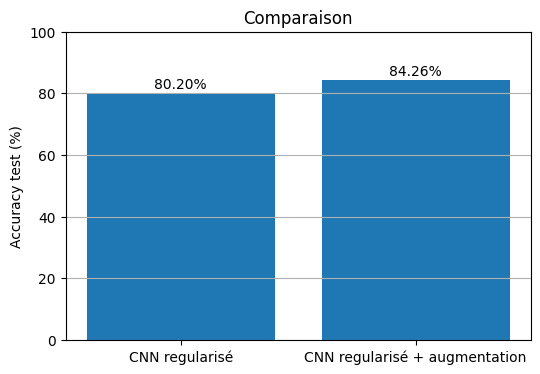 Comparaison
100
80
60
40
20
0
Accuracy test (%)
80.20%
84.26%
CNN regularisé
CNN regularisé + augmentation